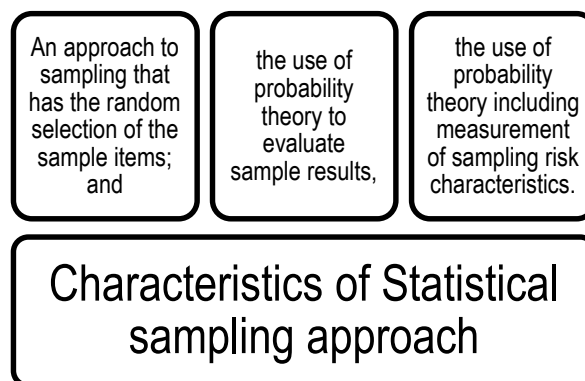 An approach to
sampling that
has the random
selection of the
sample items;
and
the use of
probability
theory to
evaluate
sample results,
the use of
probability
theory including
measurement
of sampling risk
characteristics.
Characteristics of Statistical
sampling approach